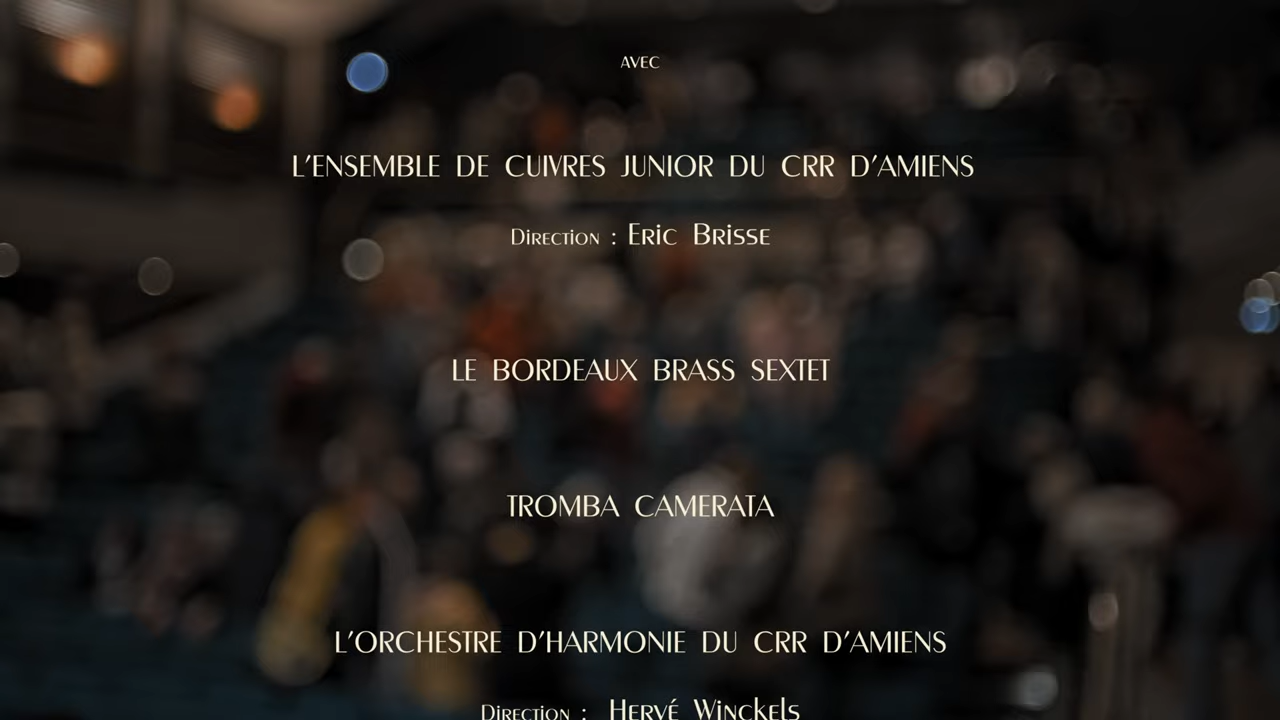 AVEC
L'ENSEMBLE DE CUIVRES JUNIOR DU CRR D'AMIENS
Direction : Eric Brisse
LE BORDEAUX BRASS SEXTET
TROMBA CAMERATA
L'ORCHESTRE D'HARMONIE DU CRR D'AMIENS
Direction : Hervé Winckels